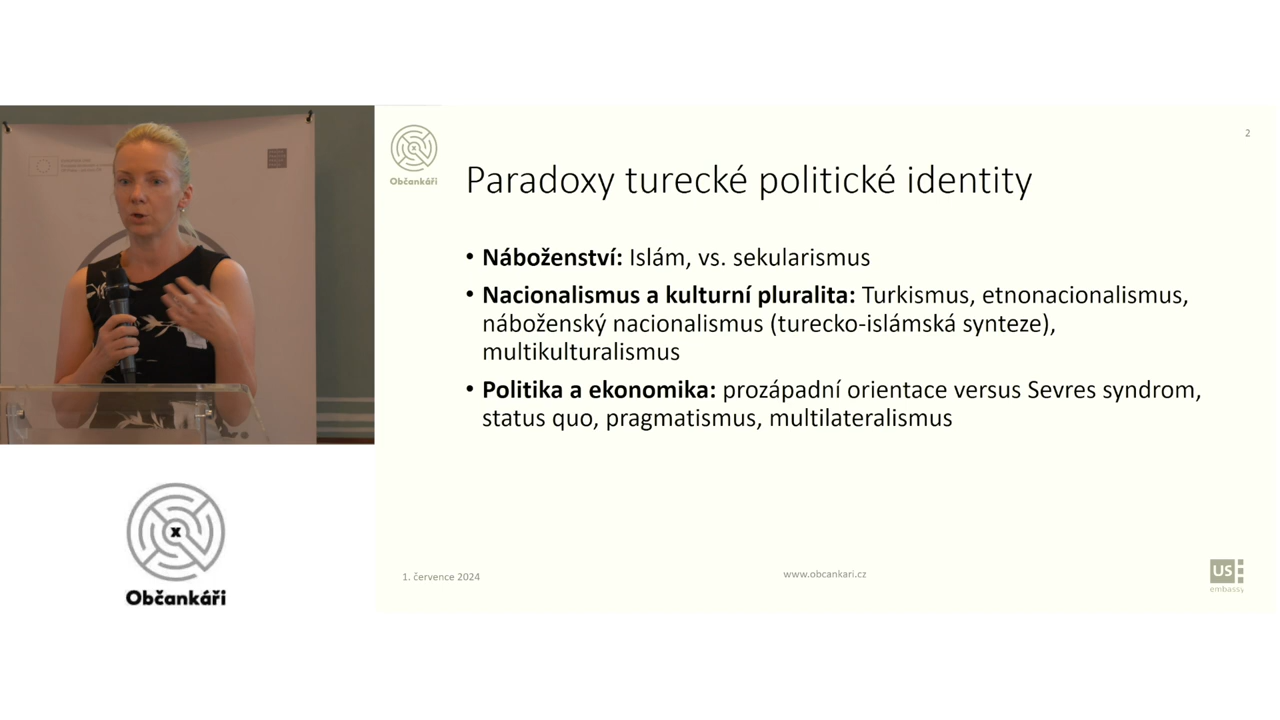 Občankáři
2
Paradoxy turecké politické identity
• Náboženství: Islám, vs. sekularismus
• Nacionalismus a kulturní pluralita: Turkismus, etnonacionalismus,
náboženský nacionalismus (turecko-islámská synteze),
multikulturalismus
• Politika a ekonomika: prozápadní orientace versus Sevres syndrom,
status quo, pragmatismus, multilateralismus
x
Občankáři
1. července 2024
www.obcankari.cz
US
embassy